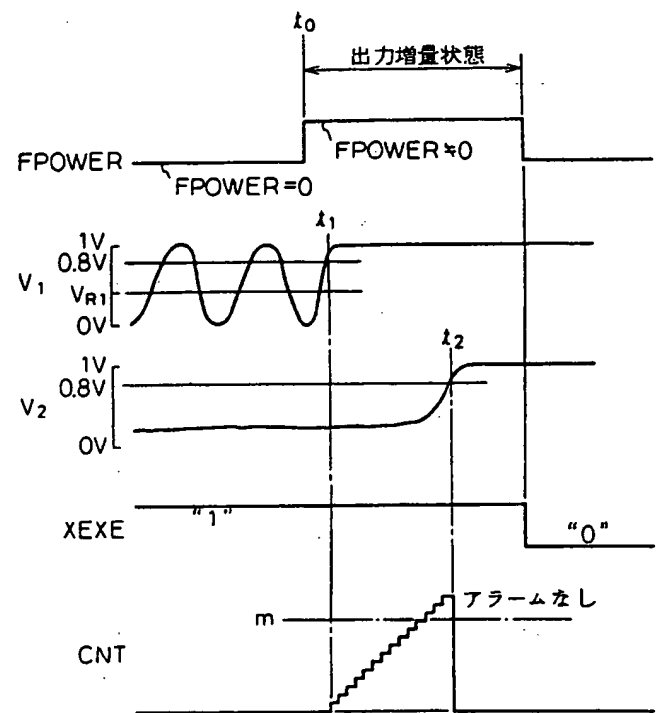 t₀
出力増量状態
FPOWER
FPOWER=0
FPOWER≒0
t₁
V₁
1V
0.8V
VR1
0V
t₂
V₂
1V
0.8V
0V
XEXE
"1"
"0"
CNT
m
アラームなし